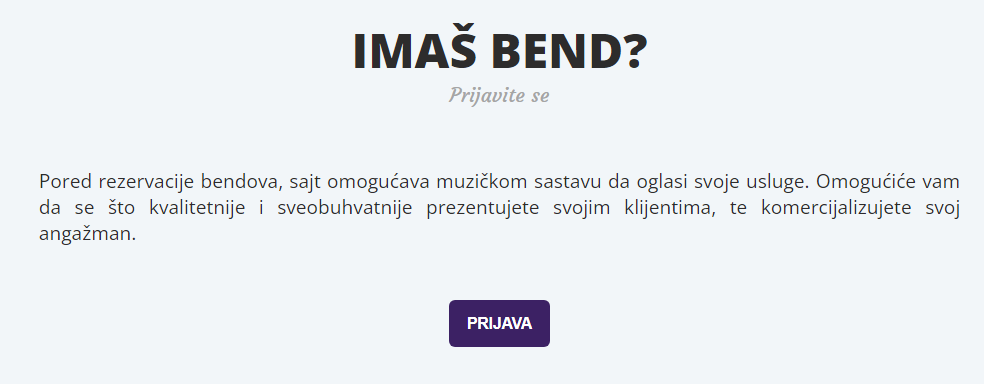 IMAŠ BEND?
Prijavite se
Pored rezervacije bendova, sajt omogućava muzičkom sastavu da oglasi svoje usluge. Omogućiće vam
da se što kvalitetnije i sveobuhvatnije prezentujete svojim klijentima, te komercijalizujete svoj
angažman.
PRIJAVA